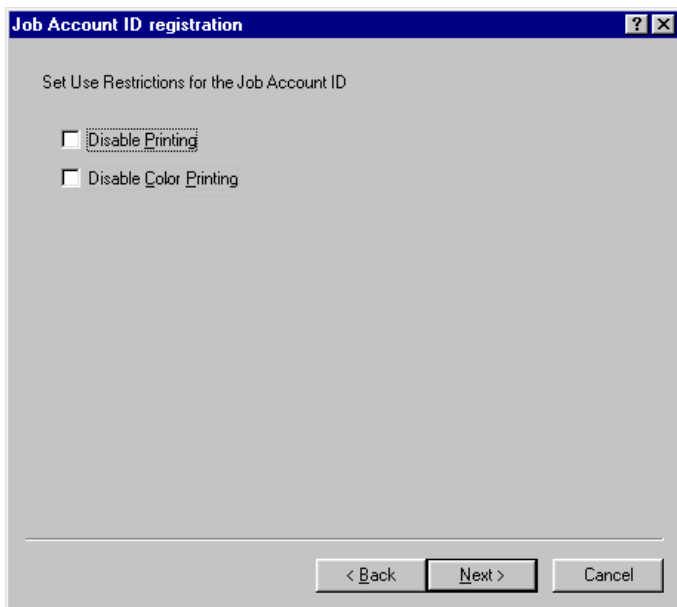 Job Account ID registration
Set Use Restrictions for the Job Account ID
Disable Printing
Disable Color Printing
< Back Next > Cancel